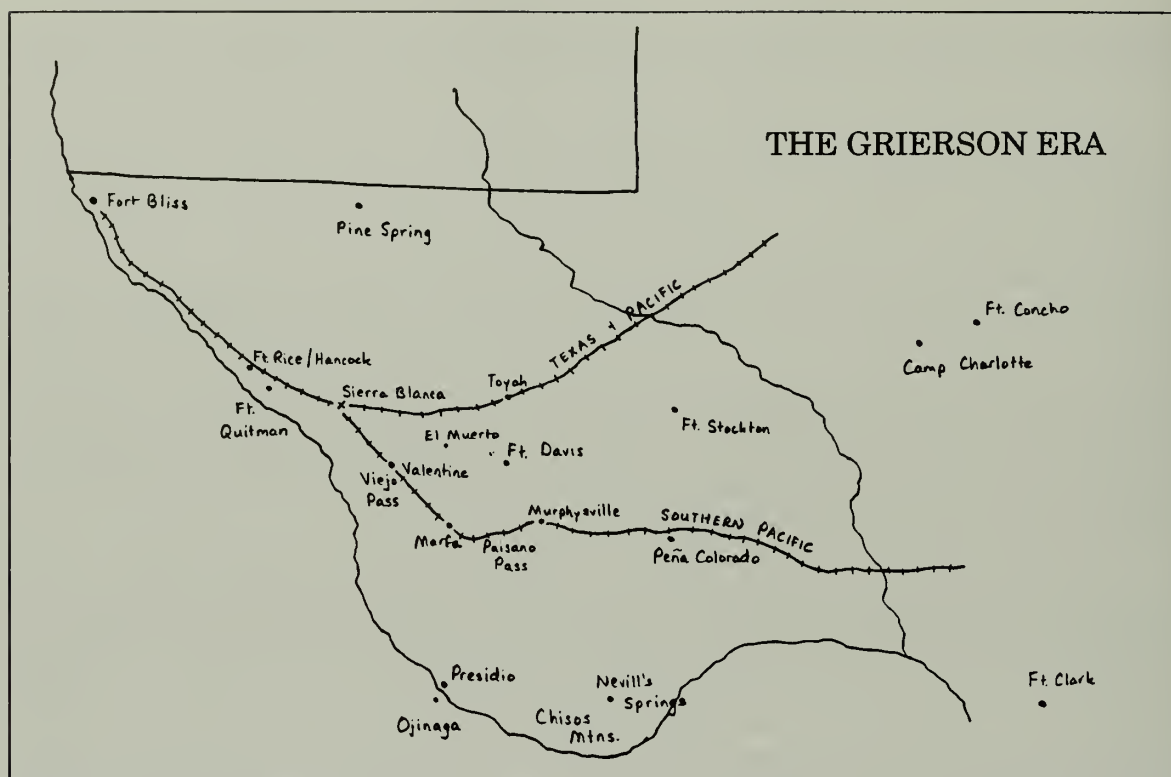 THE GRIERSON ERA
Fort Bliss
Pine Spring
TEXAS & PACIFIC
Ft. Concho
Camp Charlotte
Ft. Rice/Hancock
Ft.
Quitman
Sierra Blanca
Toyah
El Muerto
Ft. Davis
Ft. Stockton
Valentine
Viejo
Pass
Marfa
Paisano
Pass
Murphysville
SOUTHERN PACIFIC
Peña Colorado
Presidio
Ojinaga
Nevill's
Springs
Chisos
Mtns.
Ft. Clark